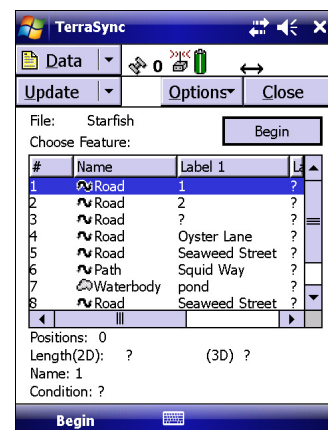 TerraSync
Data 0
Update Options Close
File: Starfish
Choose Feature: Begin
# Name Label 1 La
1 Road 1 ?
2 Road 2 ?
3 Road ? ?
4 Road Oyster Lane ?
5 Road Seaweed Street ?
6 Path Squid Way ?
7 Waterbody pond ?
8 Road Seaweed Street ?
Positions: 0
Length(2D): ? (3D) ?
Name: 1
Condition: ?
Begin